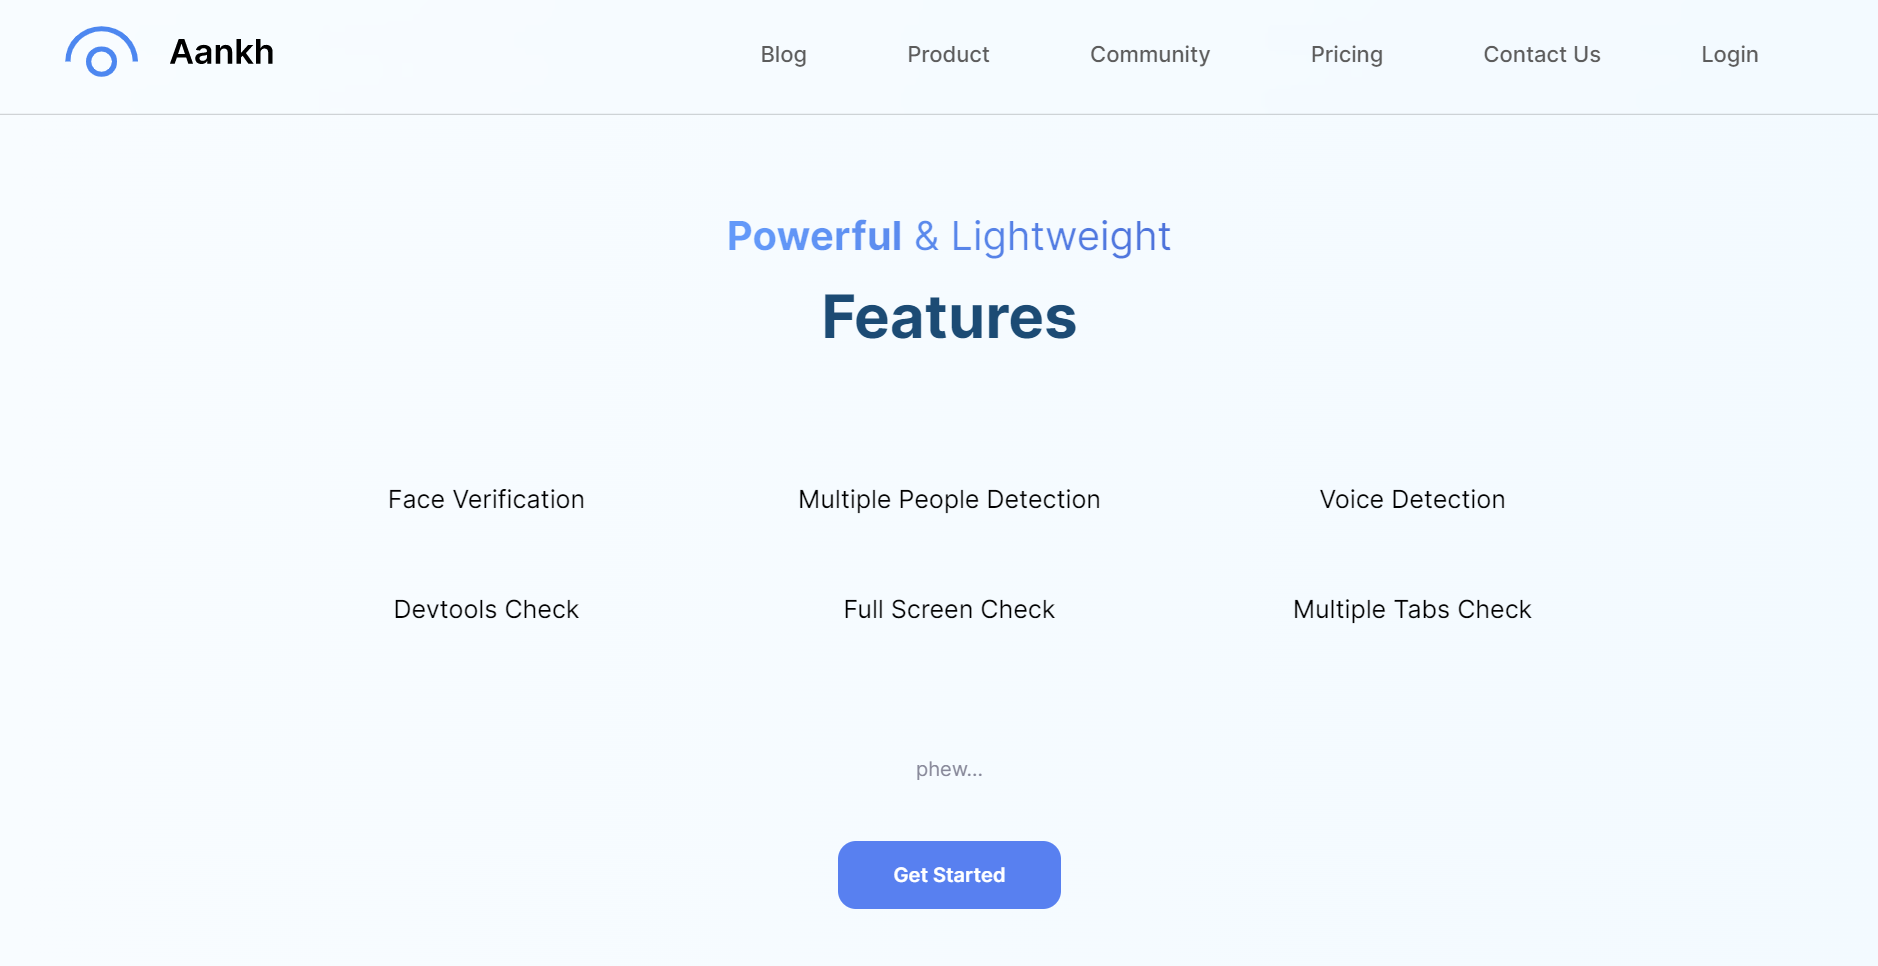 Aankh
Blog Product Community Pricing Contact Us Login
Powerful & Lightweight
Features
Face Verification Multiple People Detection Voice Detection
Devtools Check Full Screen Check Multiple Tabs Check
phew...
Get Started